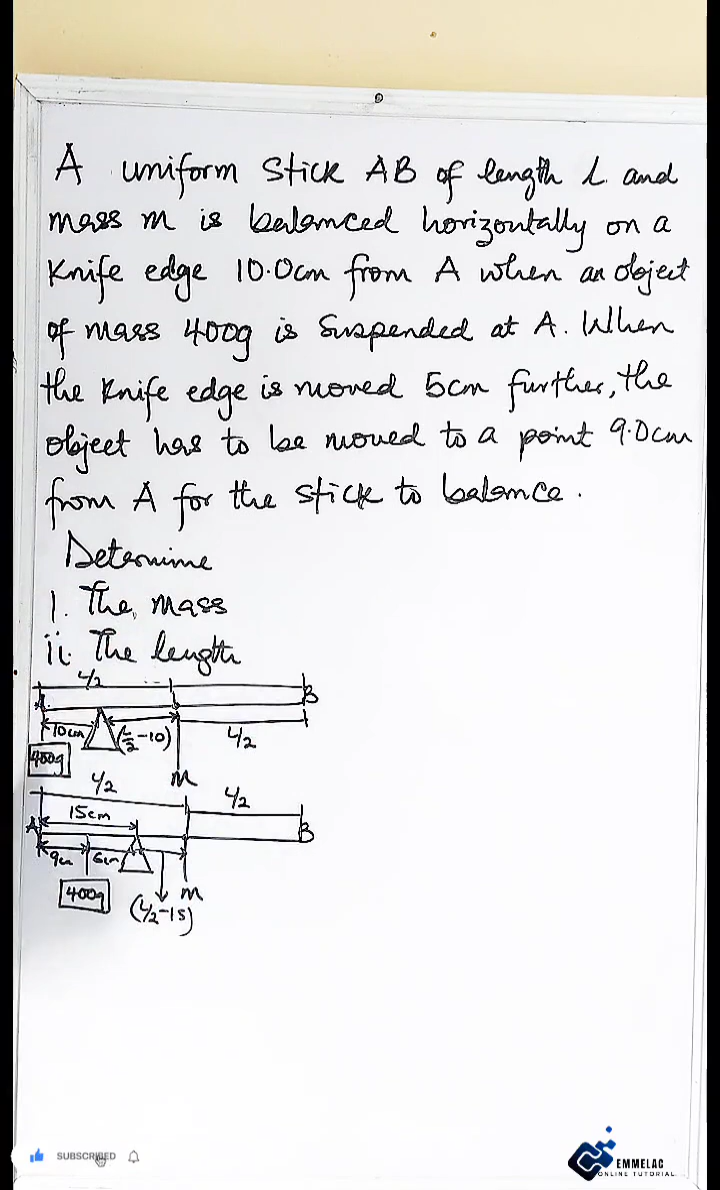 A uniform stick AB of length L and
mass m is balanced horizontally on a
Knife edge 10.0cm from A when an object
of mass 400g is suspended at A. When
the knife edge is moved 5cm further, the
object has to be moved to a point 9.0cm
from A for the stick to balance.
Determine
i. The mass
ii. The length
L/2
B
10cm (L/2-10) L/2
400g
m
L/2 L/2
15cm
A B
9cm 6cm
400g m
(L/2-15)
SUBSCRIBED
EMMELAC
ONLINE TUTORIAL